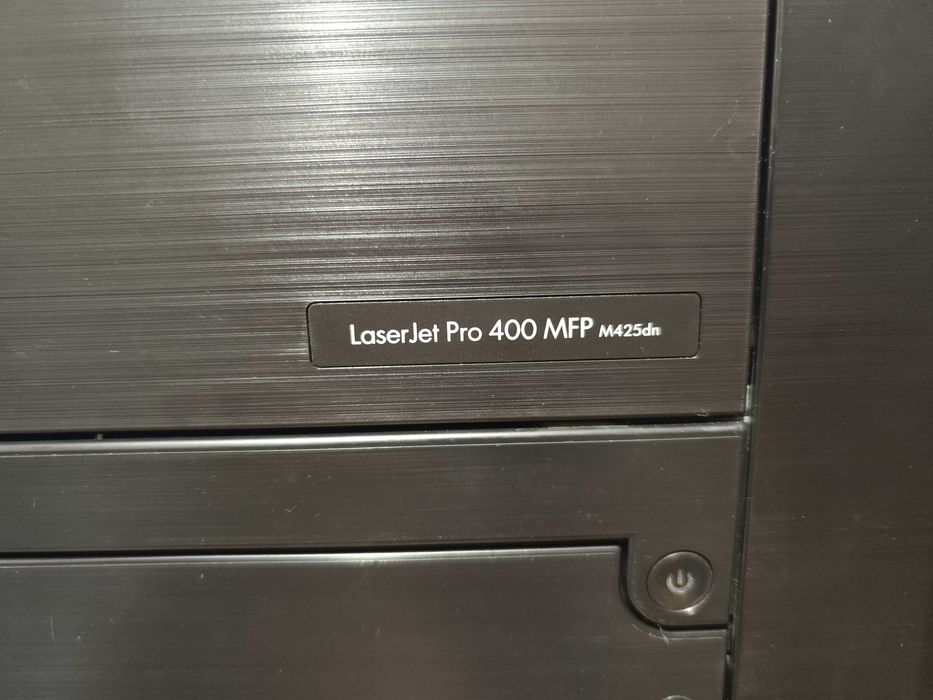 LaserJet Pro 400 MFP M425dn